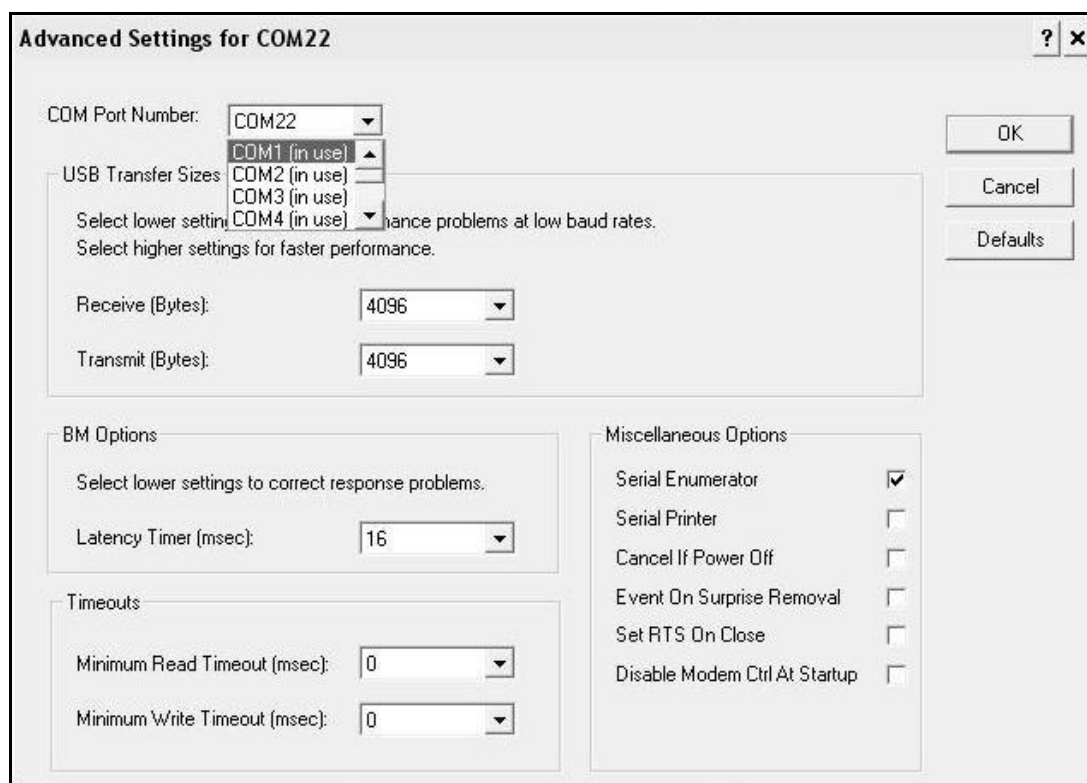 Advanced Settings for COM22
? x
COM Port Number:
COM22
COM1 (in use)
COM2 (in use)
COM3 (in use)
COM4 (in use)
OK
Cancel
Defaults
USB Transfer Sizes
Select lower settin mance problems at low baud rates.
Select higher settings for faster performance.
Receive (Bytes):
4096
Transmit (Bytes):
4096
BM Options
Select lower settings to correct response problems.
Latency Timer (msec):
16
Timeouts
Minimum Read Timeout (msec):
0
Minimum Write Timeout (msec):
0
Miscellaneous Options
Serial Enumerator
Serial Printer
Cancel If Power Off
Event On Surprise Removal
Set RTS On Close
Disable Modem Ctrl At Startup